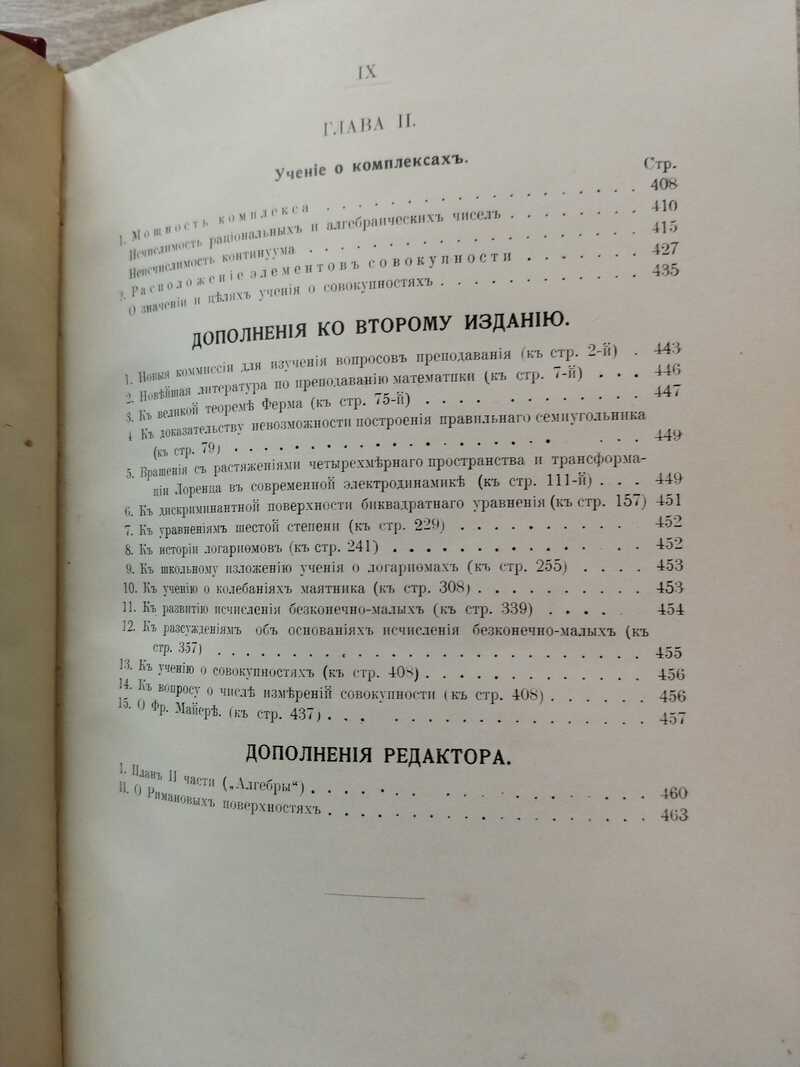 IX
ГЛАВА II.
Ученіе о комплексахъ.
Стр.
1. Мощность комплекса . . . . . . . . . . . . . . . . 408
Исчислимость раціональныхъ и алгебраическихъ чиселъ . . . . . . . 410
Неисчислимость континуума . . . . . . . . . . . . . . . . 415
2. Расположеніе элементовъ совокупности . . . . . . . 427
О значеніи и цѣляхъ ученія о совокупностяхъ . . . . . . . . . . . 435
ДОПОЛНЕНІЯ КО ВТОРОМУ ИЗДАНІЮ.
1. Новыя коммиссіи для изученія вопросовъ преподаванія (къ стр. 2-й) . 443
2. Новѣйшая литература по преподаванію математики (къ стр. 7-й) . . . 446
3. Къ великой теоремѣ Ферма (къ стр. 75-й) . . . . . . . . . . . . 447
4 Къ доказательству невозможности построенія правильнаго семиугольника
(къ стр. 79) . . . . . . . . . . . . . . . . . . . 449
5. Вращенія съ растяженіями четырехмѣрнаго пространства и трансформа-
ція Лоренца въ современной электродинамикѣ (къ стр. 111-й) . . . 449
6. Къ дискриминантной поверхности биквадратнаго уравненія (къ стр. 157) 451
7. Къ уравненіямъ шестой степени (къ стр. 229) . . . . . . . . . . 452
8. Къ исторіи логариѳмовъ (къ стр. 241) . . . . . . . . . . . . . . 452
9. Къ школьному изложенію ученія о логариѳмахъ (къ стр. 255) . . . . 453
10. Къ ученію о колебаніяхъ маятника (къ стр. 308) . . . . . . . . . . 453
11. Къ развитію исчисленія безконечно-малыхъ (къ стр. 339) . . . . . 454
12. Къ разсужденіямъ объ основаніяхъ исчисленія безконечно-малыхъ (къ
стр. 357) . . . . . . . . . . . . . . . . . . . . . . . 455
13. Къ ученію о совокупностяхъ (къ стр. 408) . . . . . . . . . . . . 456
14. Къ вопросу о числѣ измѣреній совокупности (къ стр. 408) . . . . . . 456
15. О Фр. Майерѣ. (къ стр. 437) . . . . . . . . . . . . . . . . 457
ДОПОЛНЕНІЯ РЕДАКТОРА.
I. Планъ II части („Алгебры“) . . . . . . . . . . . . . . . . . 460
II. О Римановыхъ поверхностяхъ . . . . . . . . . . . . . . . . . 463